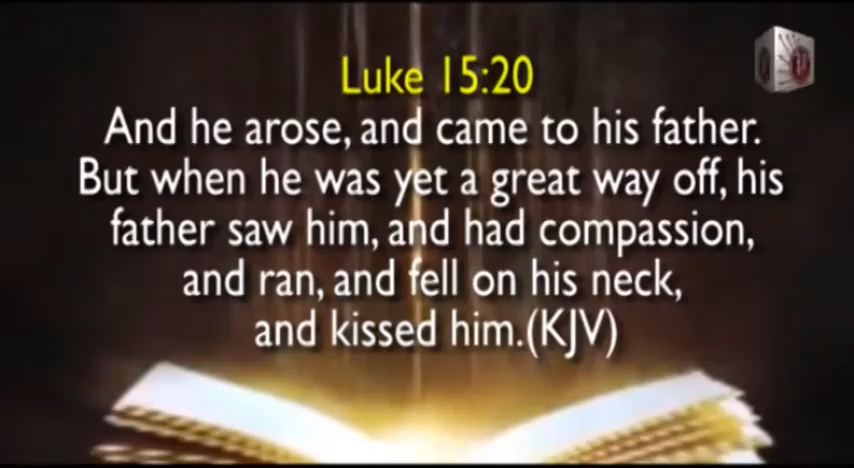 Luke 15:20
And he arose, and came to his father.
But when he was yet a great way off, his
father saw him, and had compassion,
and ran, and fell on his neck,
and kissed him.(KJV)